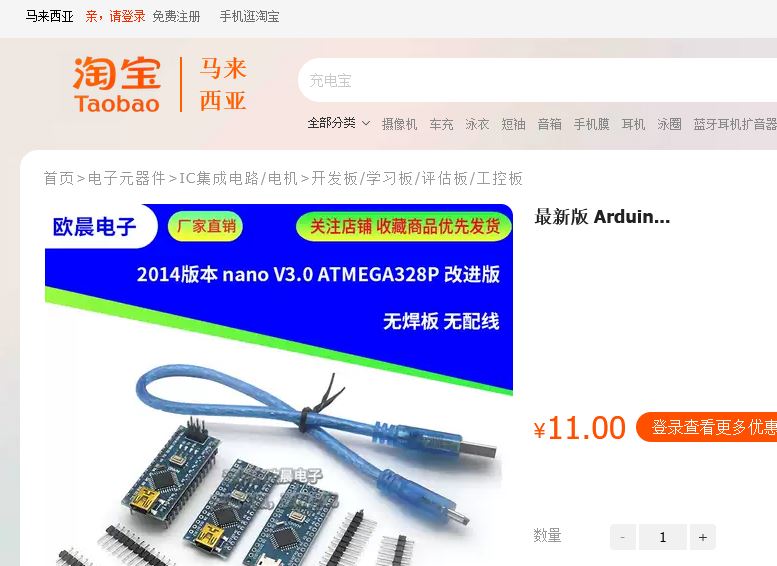 马来西亚 亲，请登录 免费注册 手机逛淘宝
淘宝
Taobao
马来
西亚
充电宝
全部分类 摄像机 车充 泳衣 短袖 音箱 手机膜 耳机 泳圈 蓝牙耳机扩音器
首页>电子元器件>IC集成电路/电机>开发板/学习板/评估板/工控板
欧晨电子 厂家直销 关注店铺 收藏商品优先发货
2014版本 nano V3.0 ATMEGA328P 改进版
无焊板 无配线
晨电子
最新版 Arduin...
¥11.00 登录查看更多优惠
数量 - 1 +